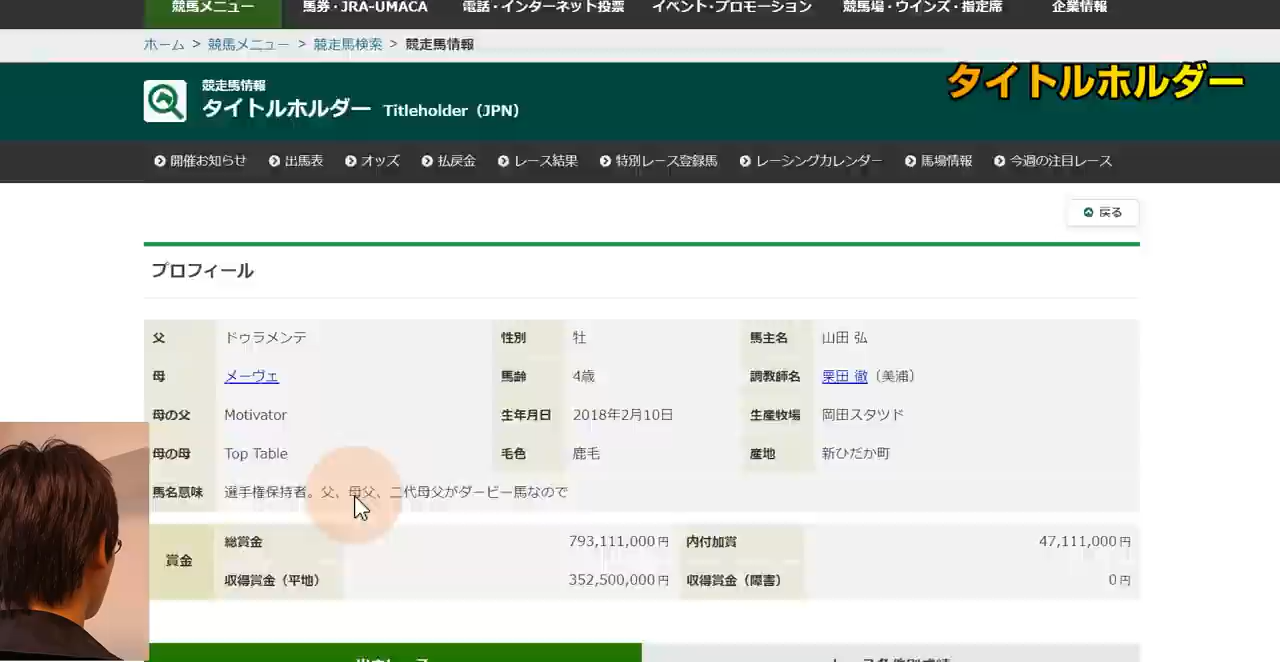 競馬メニュー 馬券・JRA-UMACA 電話・インターネット投票 イベント・プロモーション 競馬場・ウインズ・指定席 企業情報
ホーム > 競馬メニュー > 競走馬検索 > 競走馬情報
競走馬情報
タイトルホルダー Titleholder (JPN)
タイトルホルダー
開催お知らせ 出馬表 オッズ 払戻金 レース結果 特別レース登録馬 レーシングカレンダー 馬場情報 今週の注目レース
戻る
プロフィール
父 ドゥラメンテ 性別 牡 馬主名 山田 弘
母 メーヴェ 馬齢 4歳 調教師名 栗田 徹 (美浦)
母の父 Motivator 生年月日 2018年2月10日 生産牧場 岡田スタツド
母の母 Top Table 毛色 鹿毛 産地 新ひだか町
馬名意味 選手権保持者。父、母父、二代母父がダービー馬なので
賞金 総賞金 793,111,000円 内付加賞 47,111,000円
収得賞金(平地) 352,500,000円 収得賞金(障害) 0円